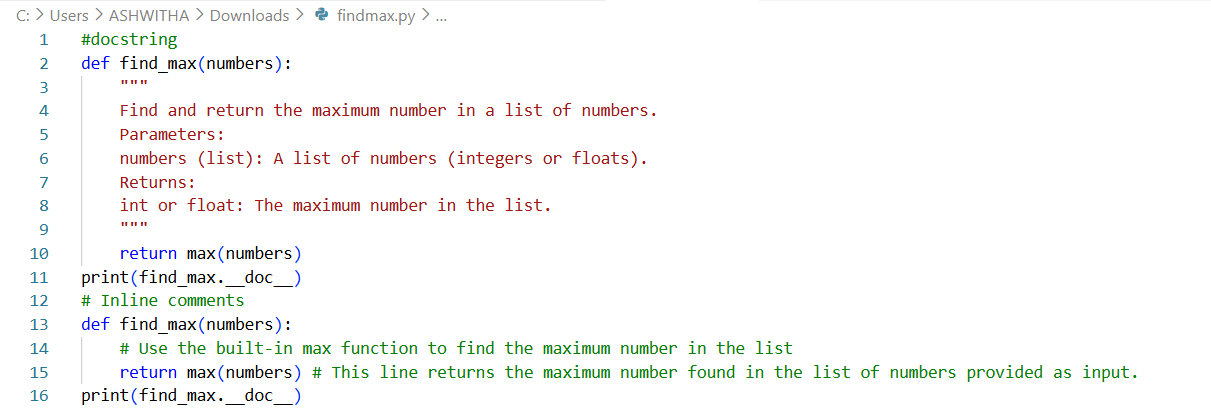 C: > Users > ASHWITHA > Downloads > findmax.py > ...
1 #docstring
2 def find_max(numbers):
3     """
4     Find and return the maximum number in a list of numbers.
5     Parameters:
6     numbers (list): A list of numbers (integers or floats).
7     Returns:
8     int or float: The maximum number in the list.
9     """
10     return max(numbers)
11 print(find_max.__doc__)
12 # Inline comments
13 def find_max(numbers):
14     # Use the built-in max function to find the maximum number in the list
15     return max(numbers) # This line returns the maximum number found in the list of numbers provided as input.
16 print(find_max.__doc__)